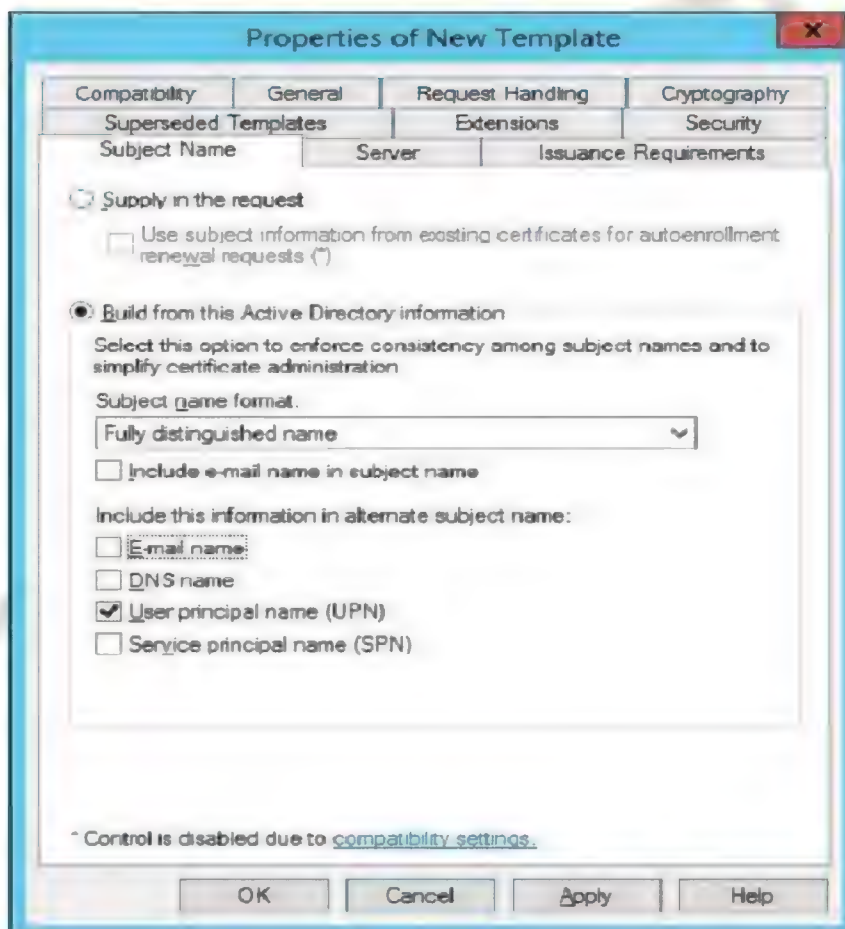 Properties of New Template
Compatibility General Request Handling Cryptography
Superseded Templates Extensions Security
Subject Name Server Issuance Requirements
Supply in the request
Use subject information from existing certificates for autoenrollment
renewal requests (*)
Build from this Active Directory information
Select this option to enforce consistency among subject names and to
simplify certificate administration
Subject name format.
Fully distinguished name
Include e-mail name in subject name
Include this information in alternate subject name:
E-mail name
DNS name
User principal name (UPN)
Service principal name (SPN)
* Control is disabled due to compatibility settings.
OK Cancel Apply Help